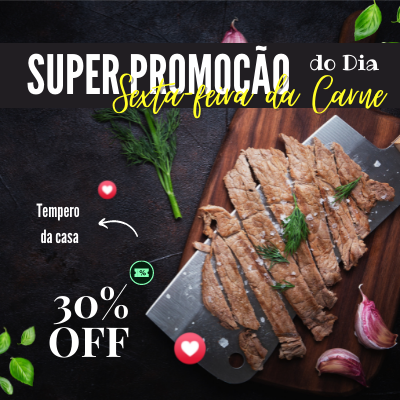 SUPER PROMOÇÃO do Dia
Sexta-feira da Carne
Tempero
da casa
30%
OFF